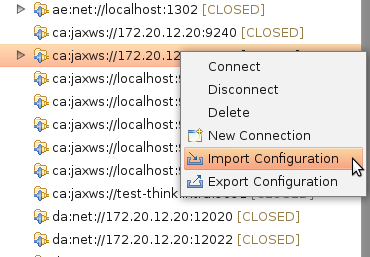 ae:net://localhost:1302 [CLOSED]
ca:jaxws://172.20.12.20:9240 [CLOSED]
ca:jaxws://172.20.12
Connect
ca:jaxws://localhost:
Disconnect
ca:jaxws://localhost:
Delete
ca:jaxws://localhost:
New Connection
ca:jaxws://localhost:
Import Configuration
ca:jaxws://localhost:
Export Configuration
ca:jaxws://test-think
da:net://172.20.12.20:12020 [CLOSED]
da:net://172.20.12.20:12022 [CLOSED]